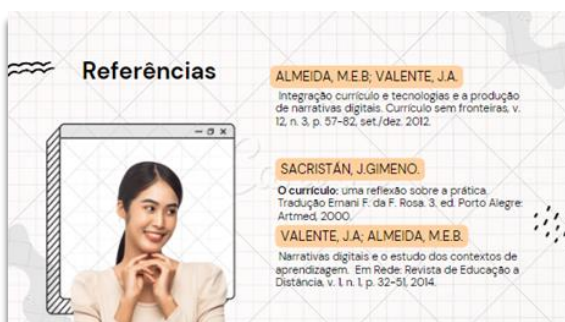 Referências
ALMEIDA, M.E.B; VALENTE, J.A.
Integração currículo e tecnologias e a produção
de narrativas digitais. Currículo sem fronteiras, v.
12, n. 3, p. 57-82, set./dez. 2012.
SACRISTÁN, J.GIMENO.
O currículo: uma reflexão sobre a prática.
Tradução Ernani F. da F. Rosa. 3. ed. Porto Alegre:
Artmed, 2000.
VALENTE, J.A; ALMEIDA, M.E.B.
Narrativas digitais e o estudo dos contextos de
aprendizagem. Em Rede: Revista de Educação a
Distância, v. 1, n. 1, p. 32-51, 2014.